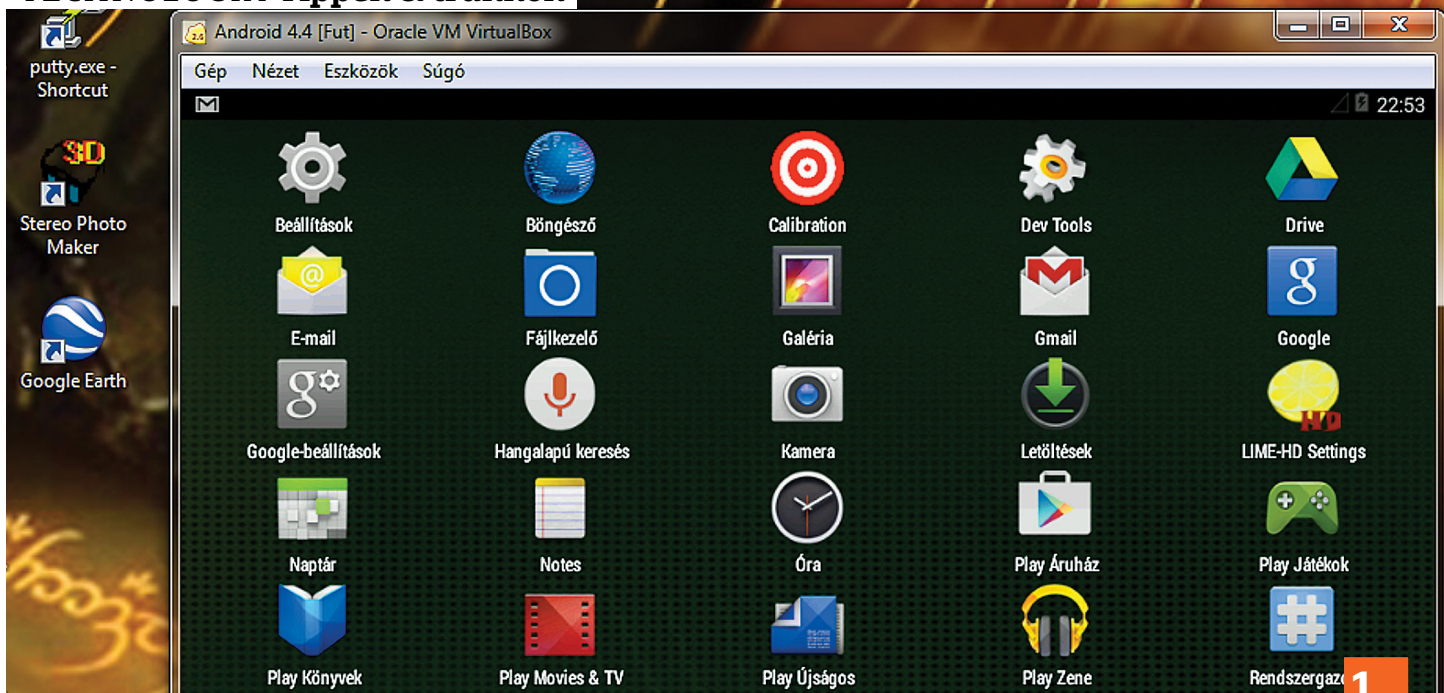 putty.exe -
Shortcut
3D
Stereo Photo
Maker
Google Earth
Android 4.4 [Fut] - Oracle VM VirtualBox
Gép Nézet Eszközök Súgó
22:53
Beállítások Böngésző Calibration Dev Tools Drive
E-mail Fájlkezelő Galéria Gmail Google
Google-beállítások Hangalapú keresés Kamera Letöltések LIME-HD Settings
Naptár Notes Óra Play Áruház Play Játékok
Play Könyvek Play Movies & TV Play Újságos Play Zene
1